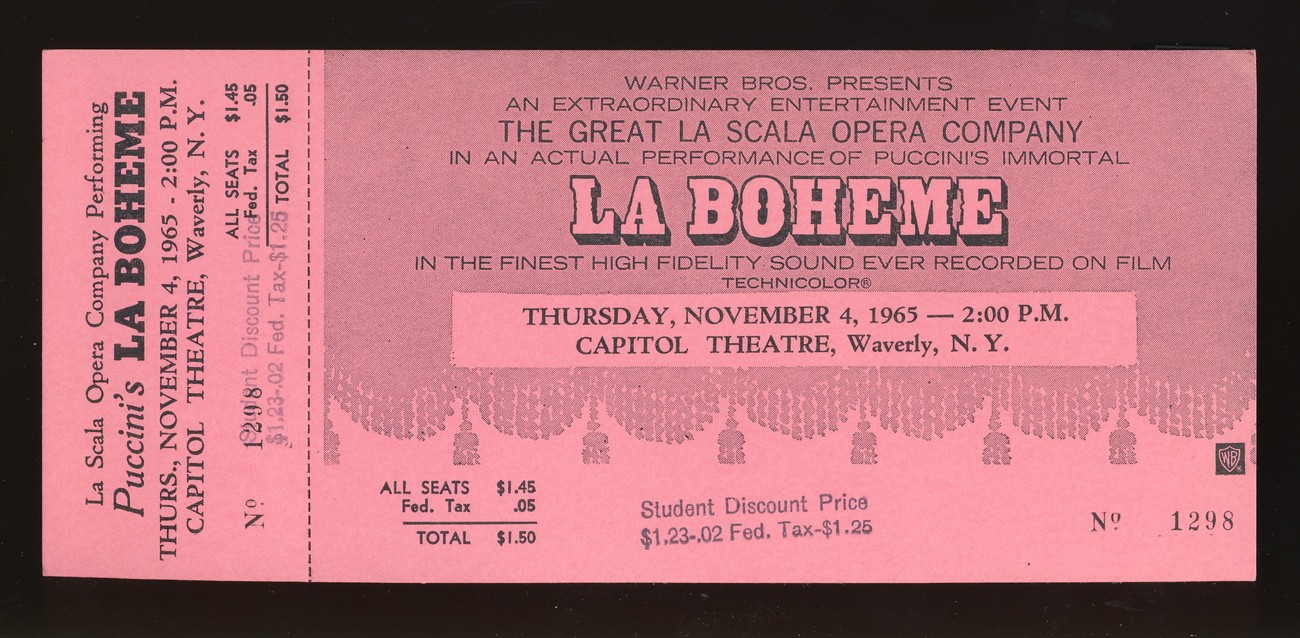 La Scala Opera Company Performing
Puccini's LA BOHEME
THURS., NOVEMBER 4, 1965 - 2:00 P.M.
CAPITOL THEATRE, Waverly, N. Y.
ALL SEATS $1.45
Fed. Tax .05
TOTAL $1.50
Student Discount Price
$1.23-.02 Fed. Tax-$1.25
Nº 1298
WARNER BROS. PRESENTS
AN EXTRAORDINARY ENTERTAINMENT EVENT
THE GREAT LA SCALA OPERA COMPANY
IN AN ACTUAL PERFORMANCE OF PUCCINI'S IMMORTAL
LA BOHEME
IN THE FINEST HIGH FIDELITY SOUND EVER RECORDED ON FILM
TECHNICOLOR®
THURSDAY, NOVEMBER 4, 1965 — 2:00 P.M.
CAPITOL THEATRE, Waverly, N. Y.
WB
ALL SEATS $1.45
Fed. Tax .05
TOTAL $1.50
Student Discount Price
$1.23-.02 Fed. Tax-$1.25
Nº 1298